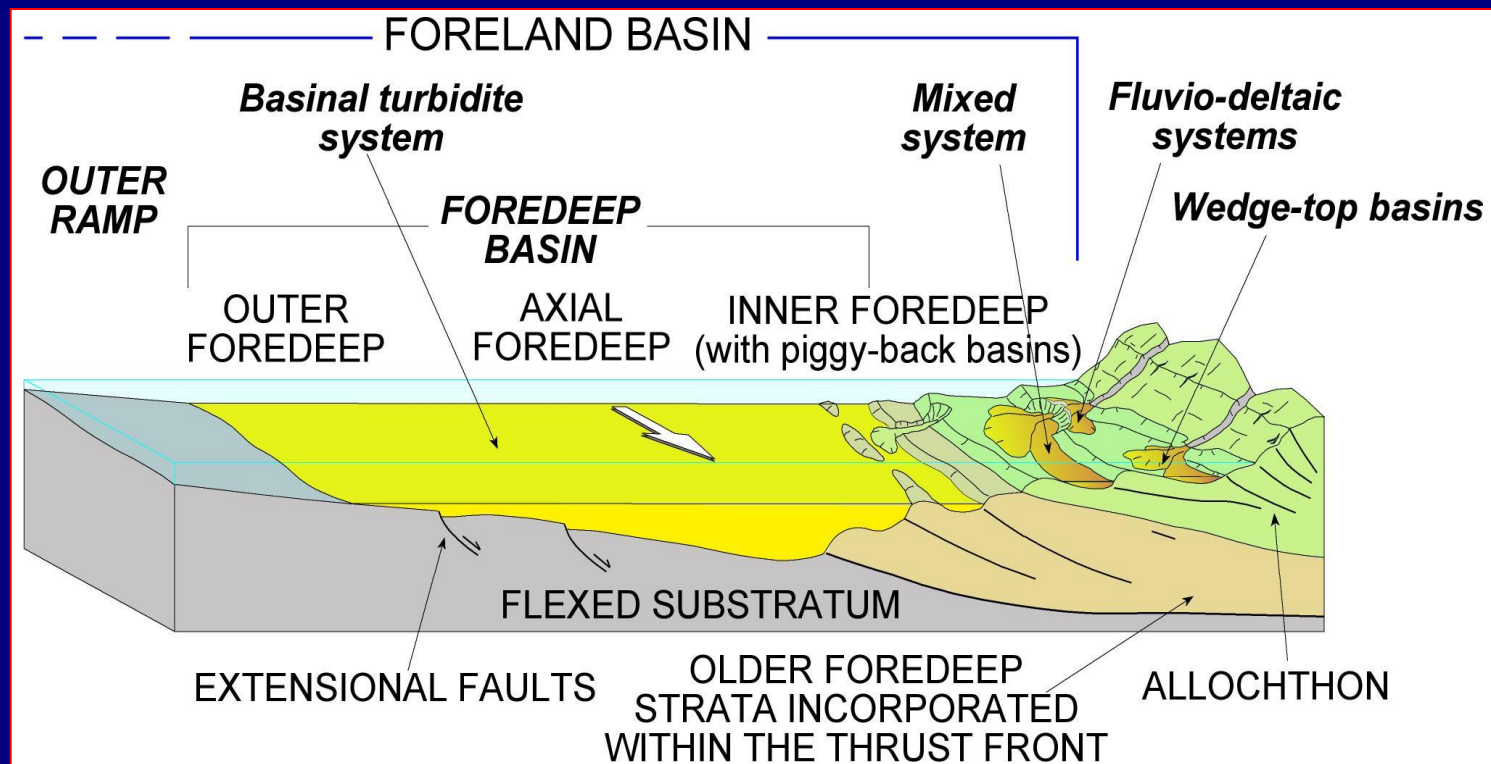 FORELAND BASIN
Basinal turbidite
system
Mixed
system
Fluvio-deltaic
systems
OUTER
RAMP
FOREDEEP
BASIN
Wedge-top basins
OUTER
FOREDEEP
AXIAL
FOREDEEP
INNER FOREDEEP
(with piggy-back basins)
FLEXED SUBSTRATUM
EXTENSIONAL FAULTS
OLDER FOREDEEP
STRATA INCORPORATED
WITHIN THE THRUST FRONT
ALLOCHTHON